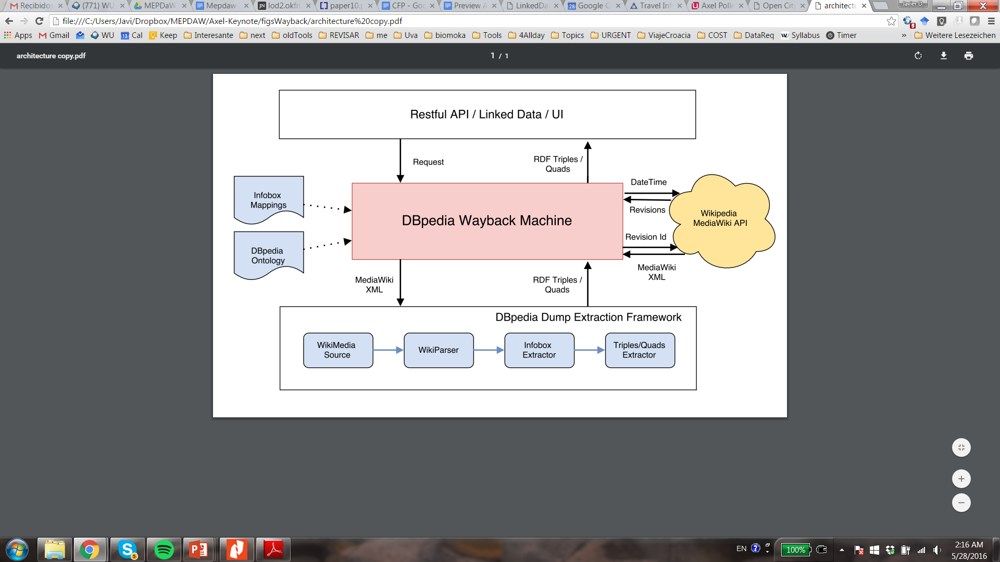 Recibidos
(771) WU
MEPDaW
Mepdaw
lod2.okfn
paper10.p
CFP - Goo
Preview A
LinkedDa
Google C
Travel Inf
Axel Polle
Open City
architectu
Javier D.
file:///C:/Users/Javi/Dropbox/MEPDAW/Axel-Keynote/figsWayback/architecture%20copy.pdf
5
Apps Gmail WU 13 Cal Keep Interesante next oldTools REVISAR me Uva biomoka Tools 4Allday Topics URGENT ViajeCroacia COST DataReq Syllabus Timer » Weitere Lesezeichen
architecture copy.pdf
1 / 1
Restful API / Linked Data / UI
Request
RDF Triples /
Quads
Infobox
Mappings
DBpedia
Ontology
DBpedia Wayback Machine
DateTime
Revisions
Revision Id
MediaWiki
XML
Wikipedia
MediaWiki API
MediaWiki
XML
RDF Triples /
Quads
DBpedia Dump Extraction Framework
WikiMedia
Source
WikiParser
Infobox
Extractor
Triples/Quads
Extractor
EN
100%
2:16 AM
5/28/2016